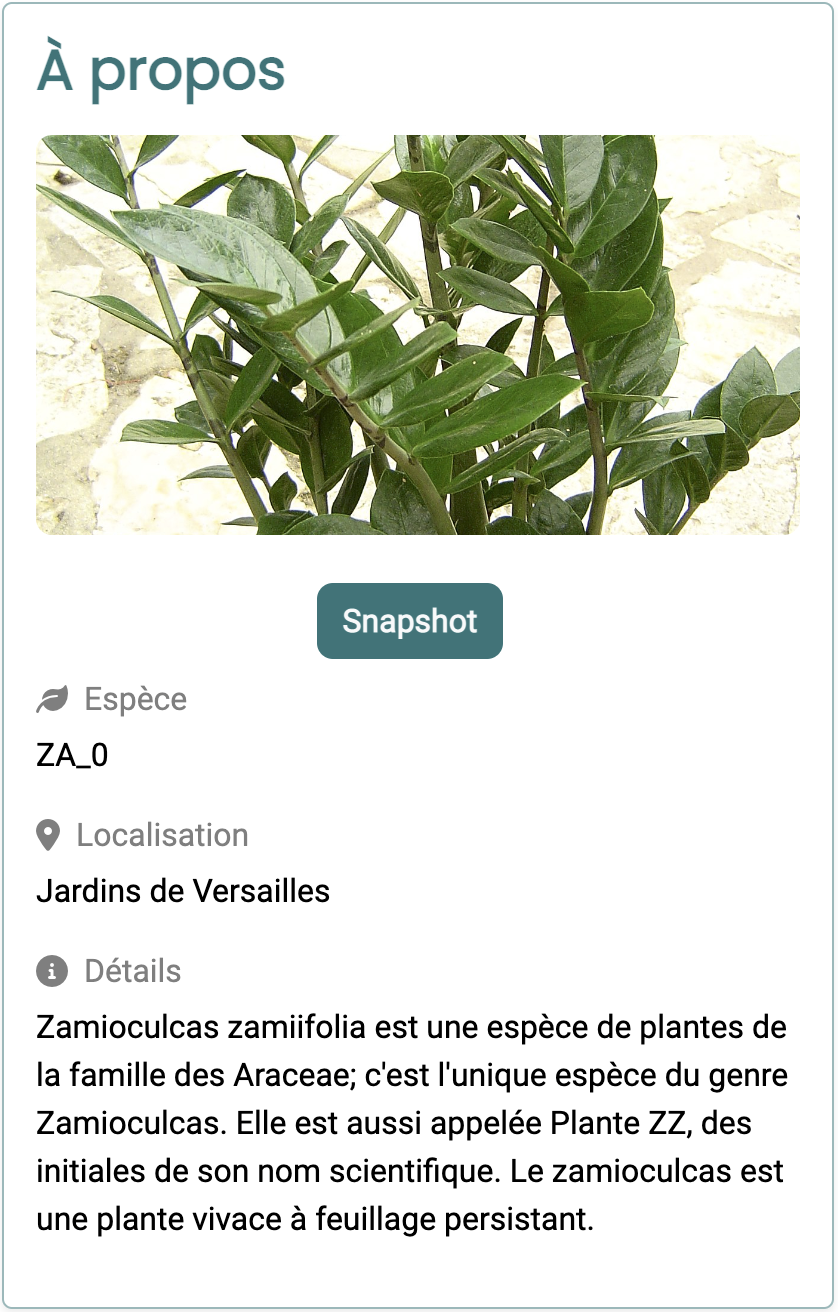 À propos
Snapshot
Espèce
ZA_0
Localisation
Jardins de Versailles
Détails
Zamioculcas zamiifolia est une espèce de plantes de
la famille des Araceae; c'est l'unique espèce du genre
Zamioculcas. Elle est aussi appelée Plante ZZ, des
initiales de son nom scientifique. Le zamioculcas est
une plante vivace à feuillage persistant.